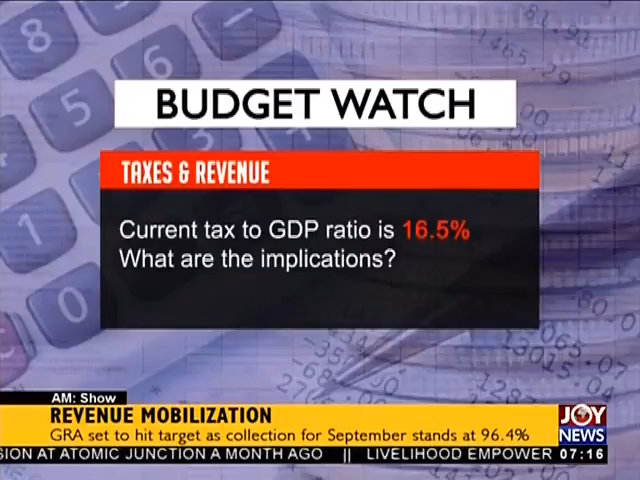 BUDGET WATCH
TAXES & REVENUE
Current tax to GDP ratio is 16.5%
What are the implications?
AM: Show
REVENUE MOBILIZATION
GRA set to hit target as collection for September stands at 96.4%
JOY
NEWS
SION AT ATOMIC JUNCTION A MONTH AGO || LIVELIHOOD EMPOWER
07:16